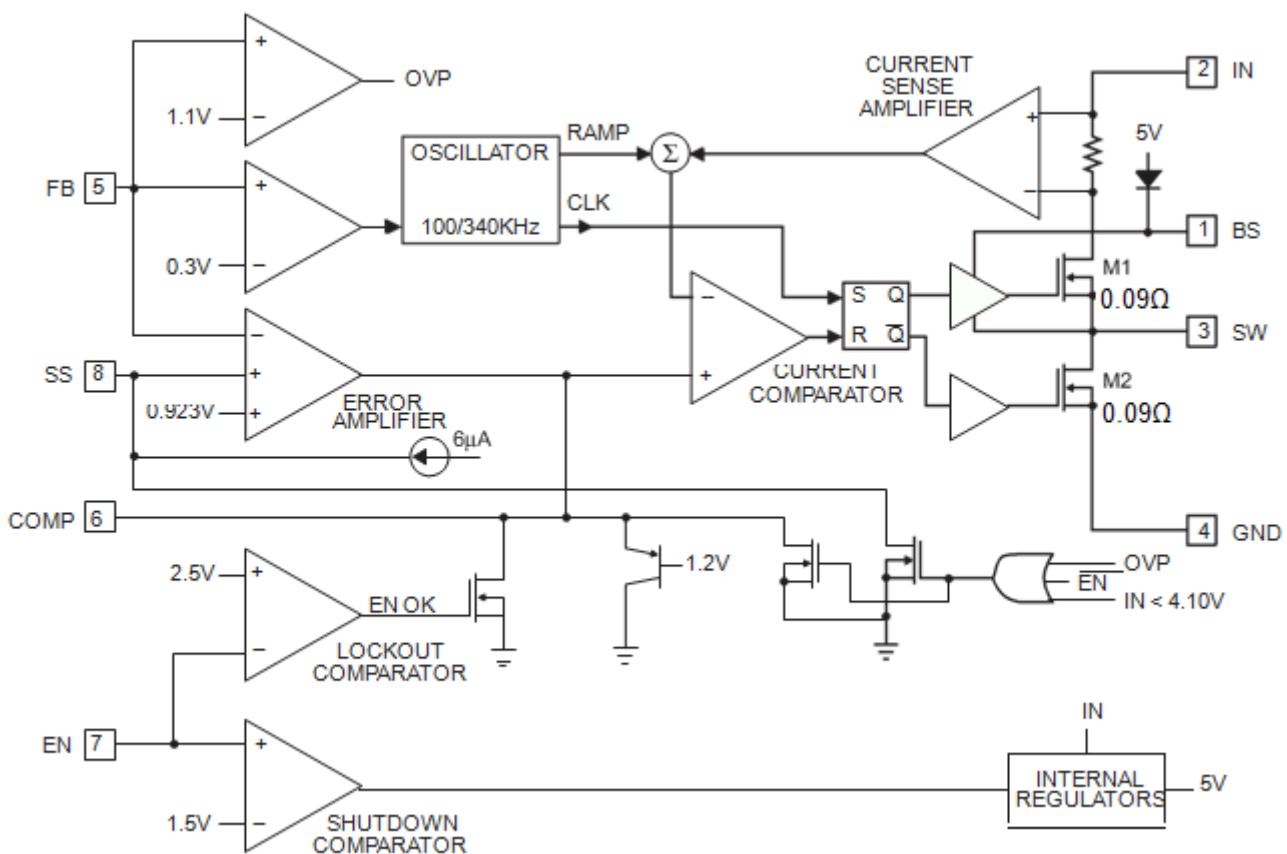 OVP
1.1V
CURRENT
SENSE
AMPLIFIER
2 IN
5V
RAMP
OSCILLATOR
Σ
FB 5
CLK
100/340KHz
0.3V
1 BS
M1
0.09Ω
S Q
R Q̅
3 SW
CURRENT
COMPARATOR
SS 8
0.923V
ERROR
AMPLIFIER
6µA
M2
0.09Ω
COMP 6
4 GND
2.5V
1.2V
OVP
E̅N̅
IN < 4.10V
EN OK
LOCKOUT
COMPARATOR
EN 7
IN
INTERNAL
REGULATORS
5V
1.5V
SHUTDOWN
COMPARATOR
+
−
+
−
−
+
+
+
−
+
−
−
+
+
−